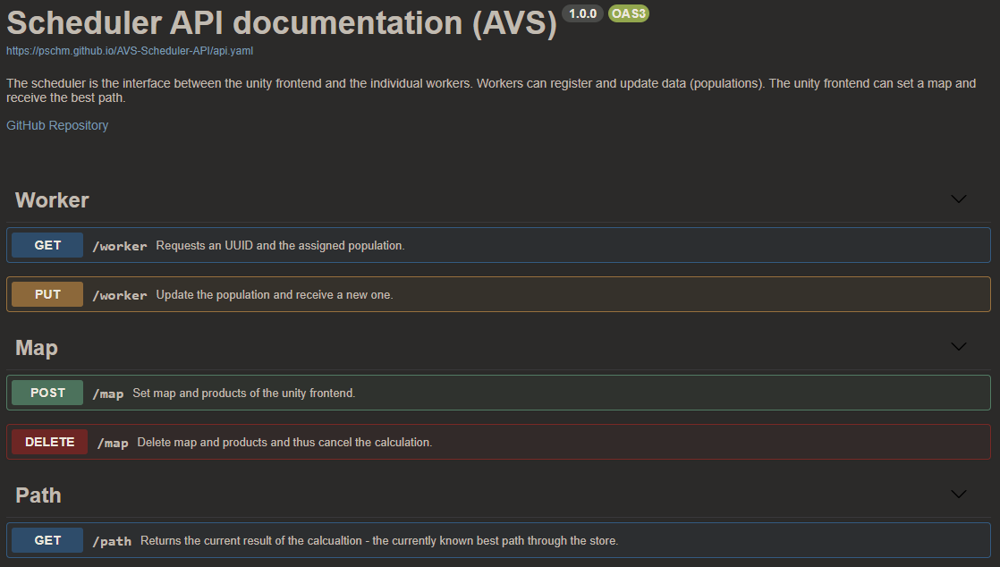 Scheduler API documentation (AVS) 1.0.0 OAS3
https://pschm.github.io/AVS-Scheduler-API/api.yaml
The scheduler is the interface between the unity frontend and the individual workers. Workers can register and update data (populations). The unity frontend can set a map and
receive the best path.
GitHub Repository
Worker
GET /worker Requests an UUID and the assigned population.
PUT /worker Update the population and receive a new one.
Map
POST /map Set map and products of the unity frontend.
DELETE /map Delete map and products and thus cancel the calculation.
Path
GET /path Returns the current result of the calcualtion - the currently known best path through the store.